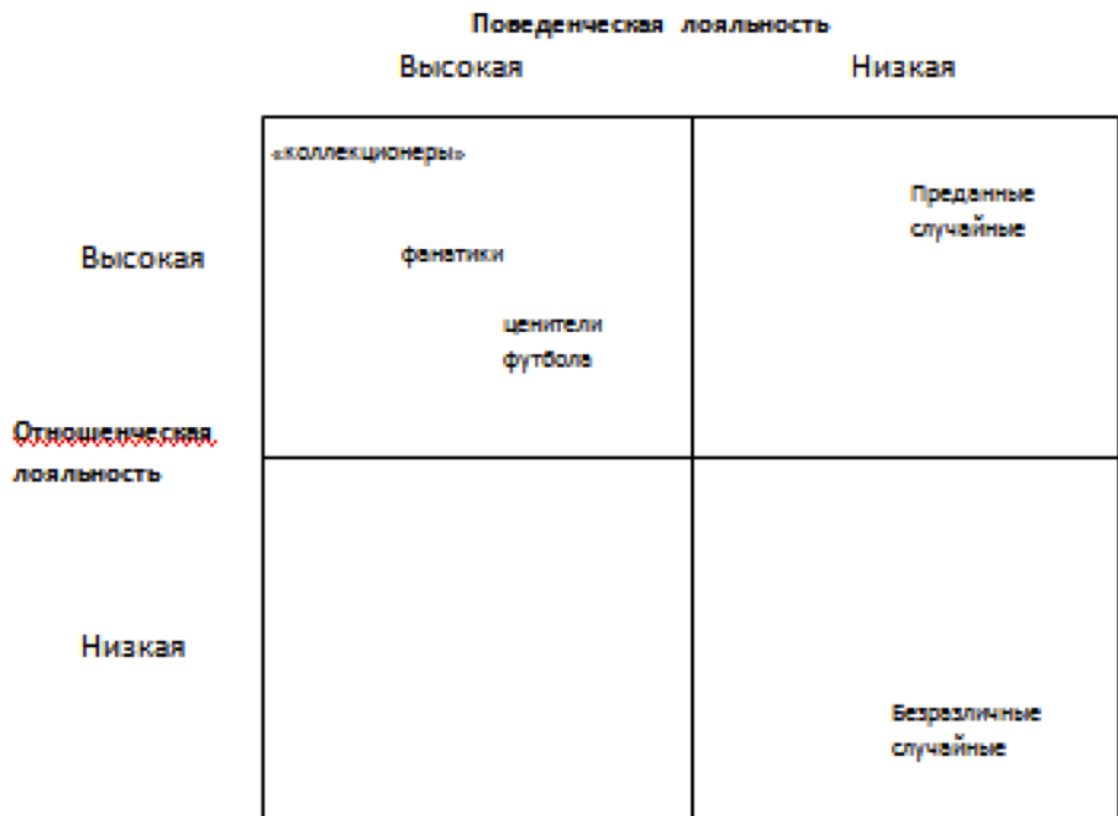 Поведенческая лояльность
Высокая Низкая
«коллекционеры»
Преданные
случайные
Высокая
фанатики
ценители
футбола
Отношенческая
лояльность
Низкая
Безразличные
случайные